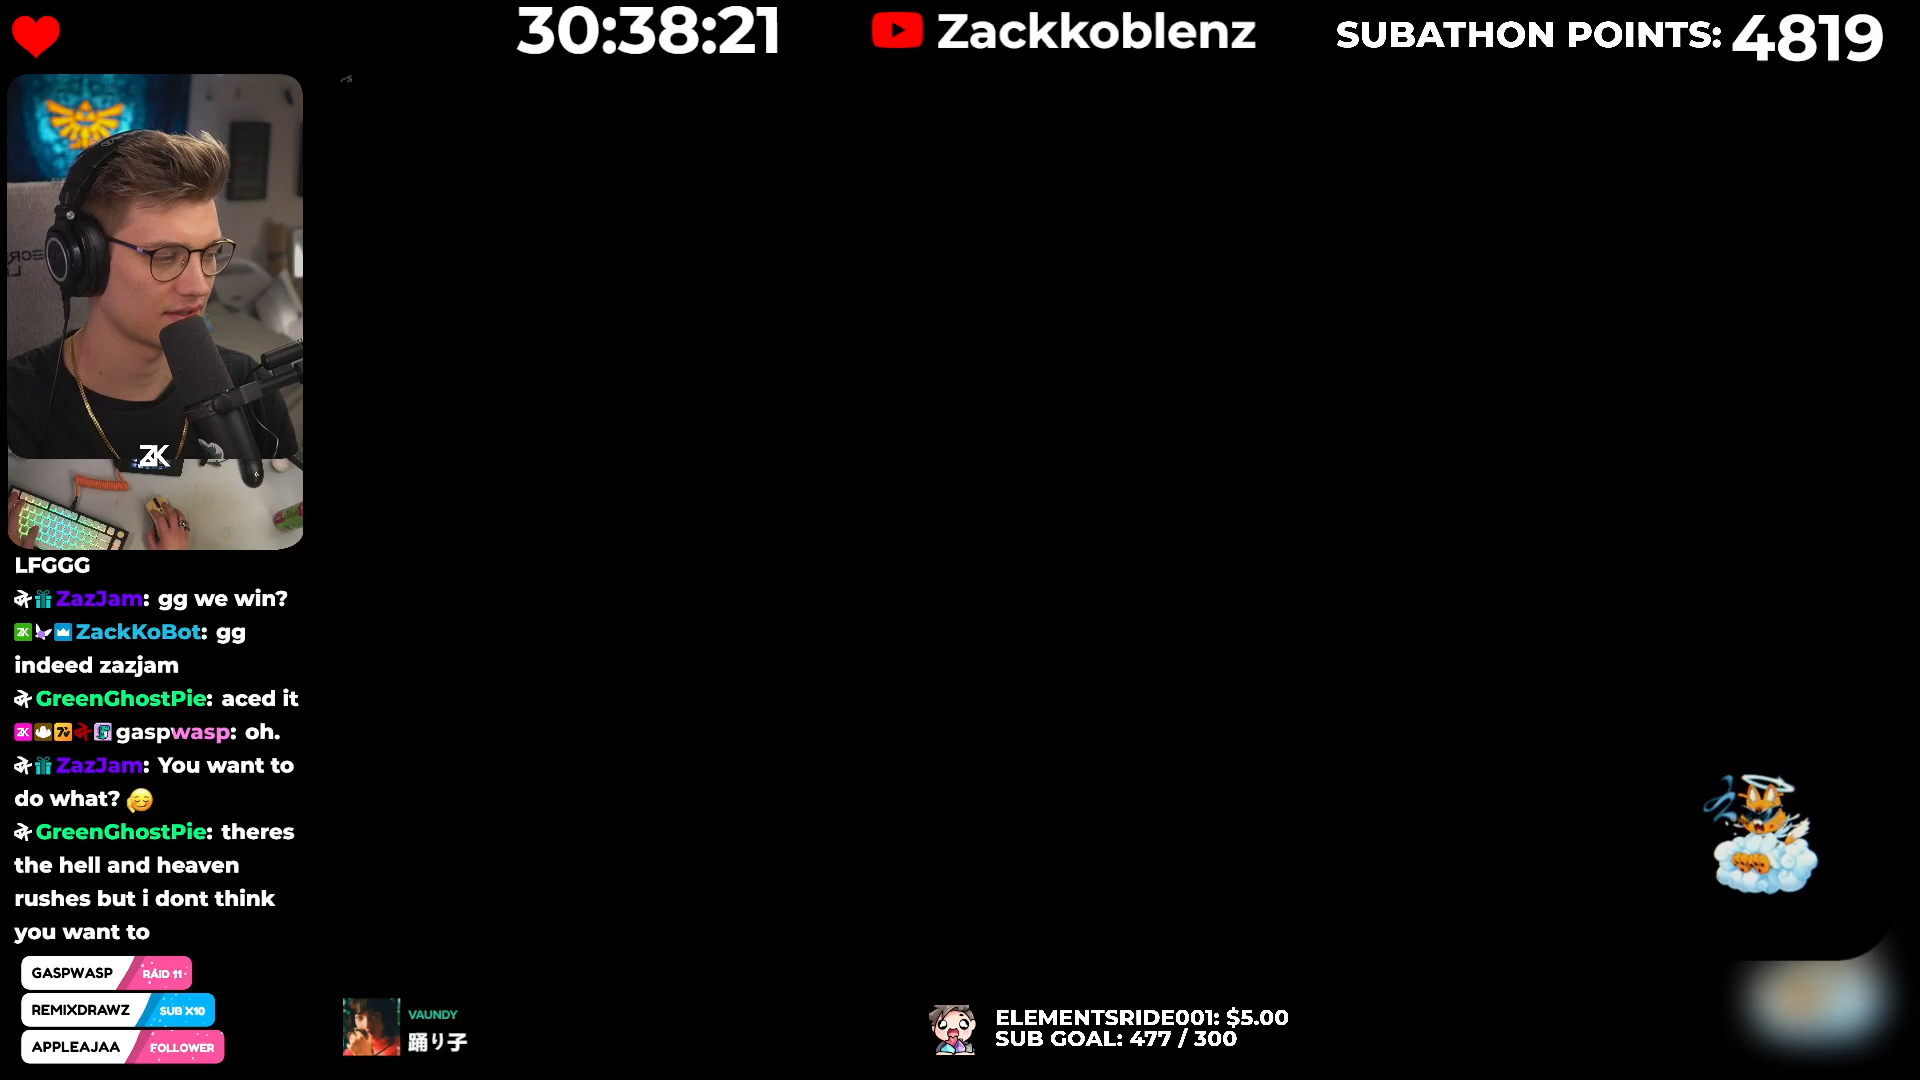 30:38:21
Zackkoblenz
SUBATHON POINTS: 4819
ZK
LFGGG
ZazJam: gg we win?
ZackKoBot: gg
indeed zazjam
GreenGhostPie: aced it
gaspwasp: oh.
ZazJam: You want to
do what? 
GreenGhostPie: theres
the hell and heaven
rushes but i dont think
you want to
GASPWASP RAID 11
REMIXDRAWZ SUB X10
APPLEAJAA FOLLOWER
VAUNDY
踊り子
ELEMENTSRIDE001: $5.00
SUB GOAL: 477 / 300